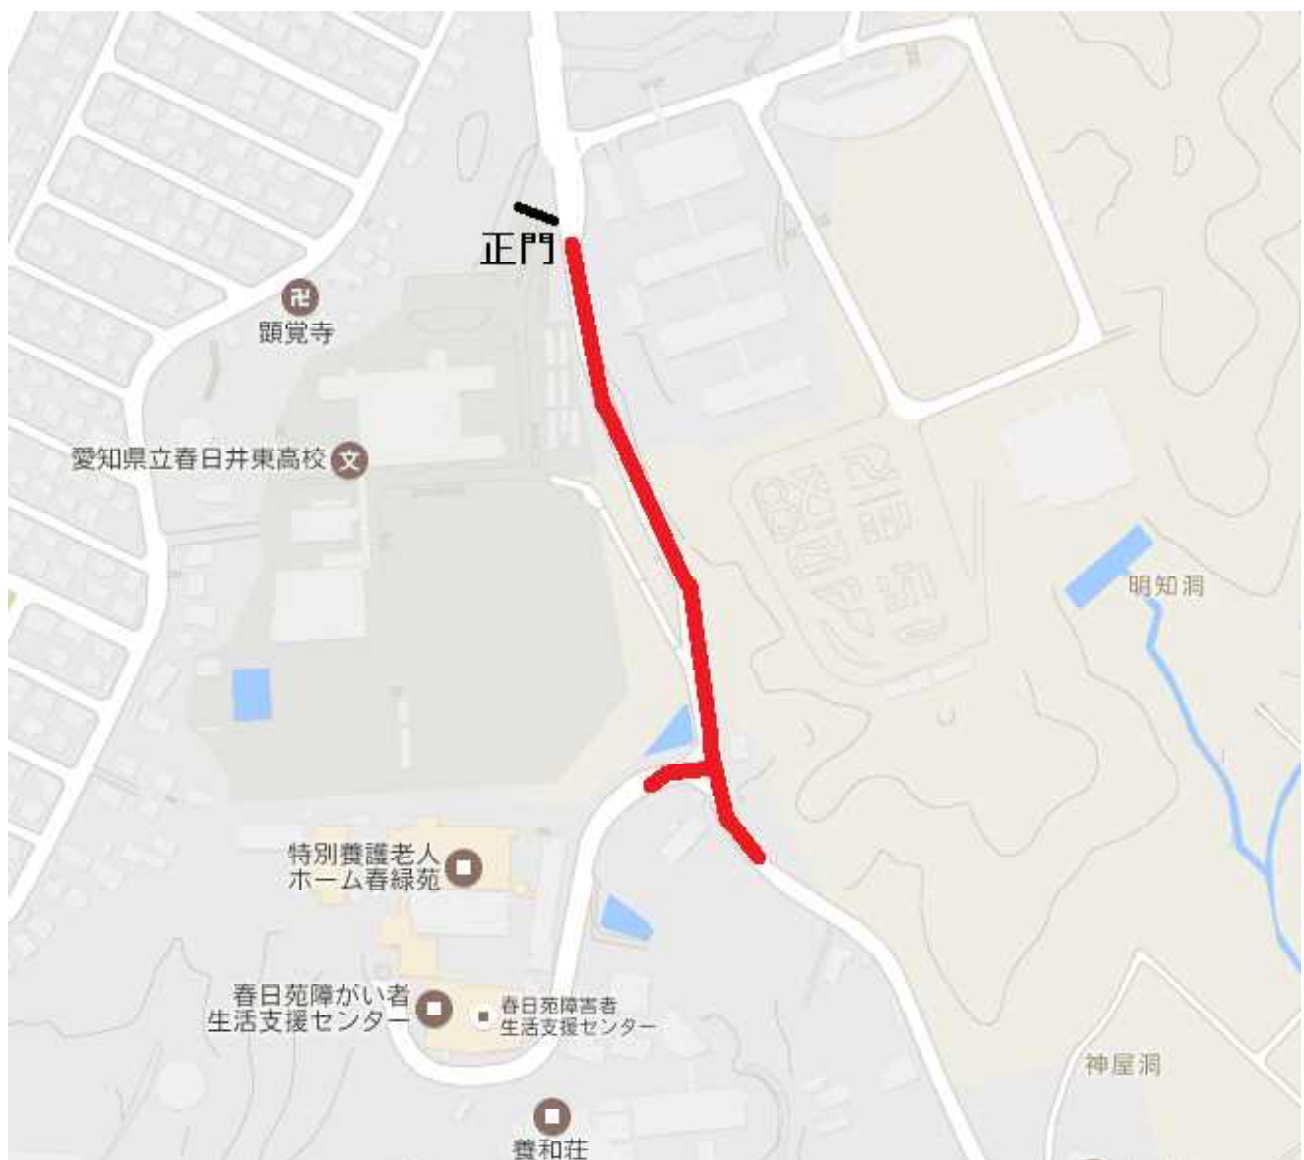 正門
卍
顕覚寺
愛知県立春日井東高校
文
明知洞
特別養護老人
ホーム春緑苑
春日苑障がい者
生活支援センター
春日苑障害者
生活支援センター
神屋洞
養和荘